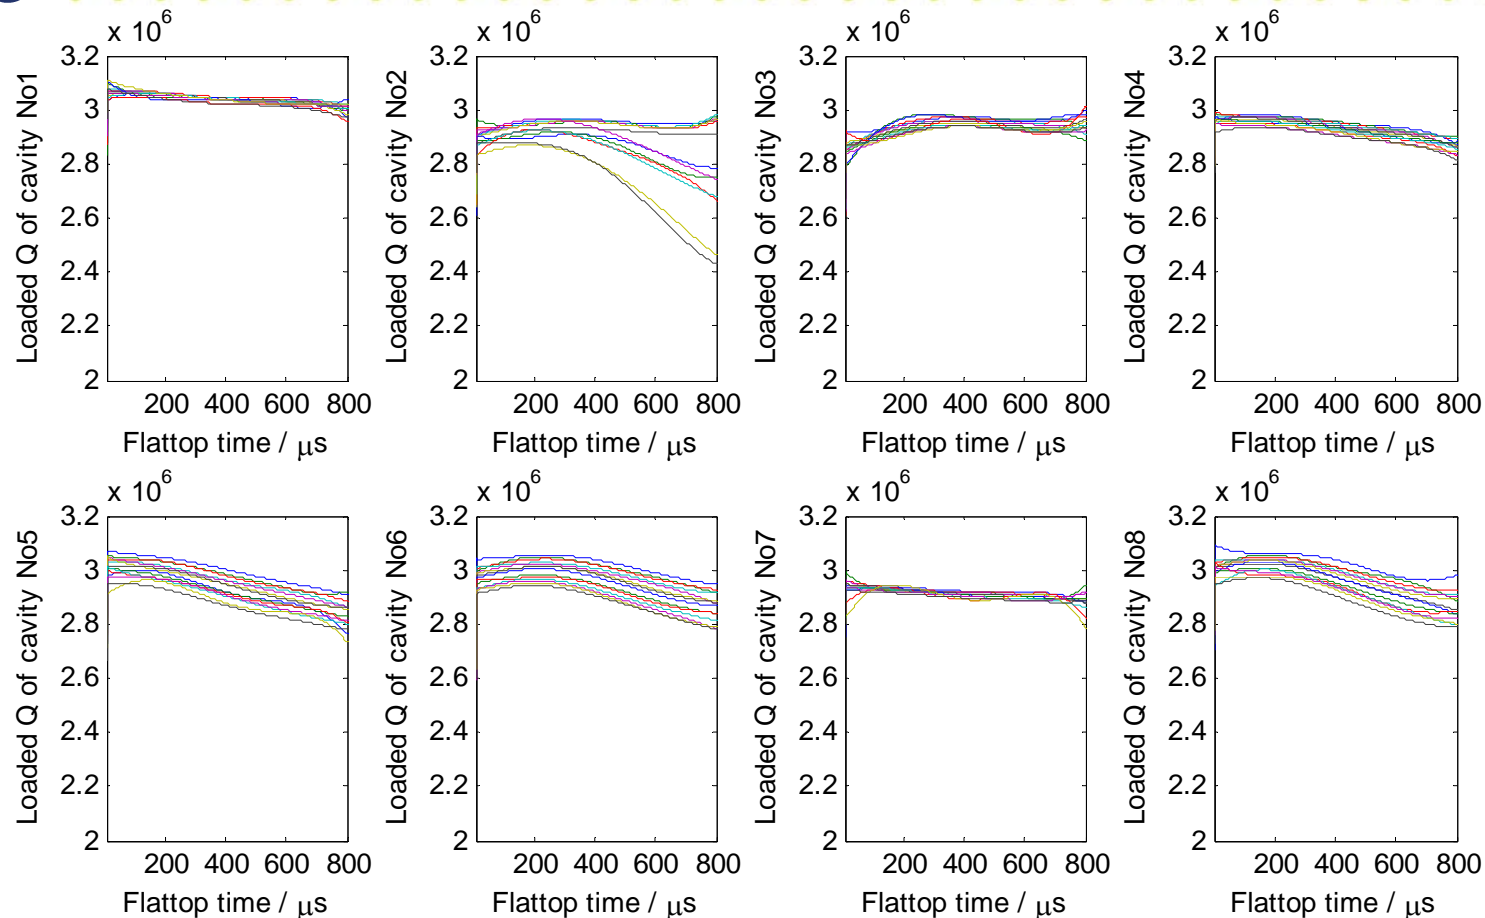 x 10^6
x 10^6
x 10^6
x 10^6
Loaded Q of cavity No1
3.2
3
2.8
2.6
2.4
2.2
2
200 400 600 800
Flattop time / μs
Loaded Q of cavity No2
3.2
3
2.8
2.6
2.4
2.2
2
200 400 600 800
Flattop time / μs
Loaded Q of cavity No3
3.2
3
2.8
2.6
2.4
2.2
2
200 400 600 800
Flattop time / μs
Loaded Q of cavity No4
3.2
3
2.8
2.6
2.4
2.2
2
200 400 600 800
Flattop time / μs
x 10^6
x 10^6
x 10^6
x 10^6
Loaded Q of cavity No5
3.2
3
2.8
2.6
2.4
2.2
2
200 400 600 800
Flattop time / μs
Loaded Q of cavity No6
3.2
3
2.8
2.6
2.4
2.2
2
200 400 600 800
Flattop time / μs
Loaded Q of cavity No7
3.2
3
2.8
2.6
2.4
2.2
2
200 400 600 800
Flattop time / μs
Loaded Q of cavity No8
3.2
3
2.8
2.6
2.4
2.2
2
200 400 600 800
Flattop time / μs